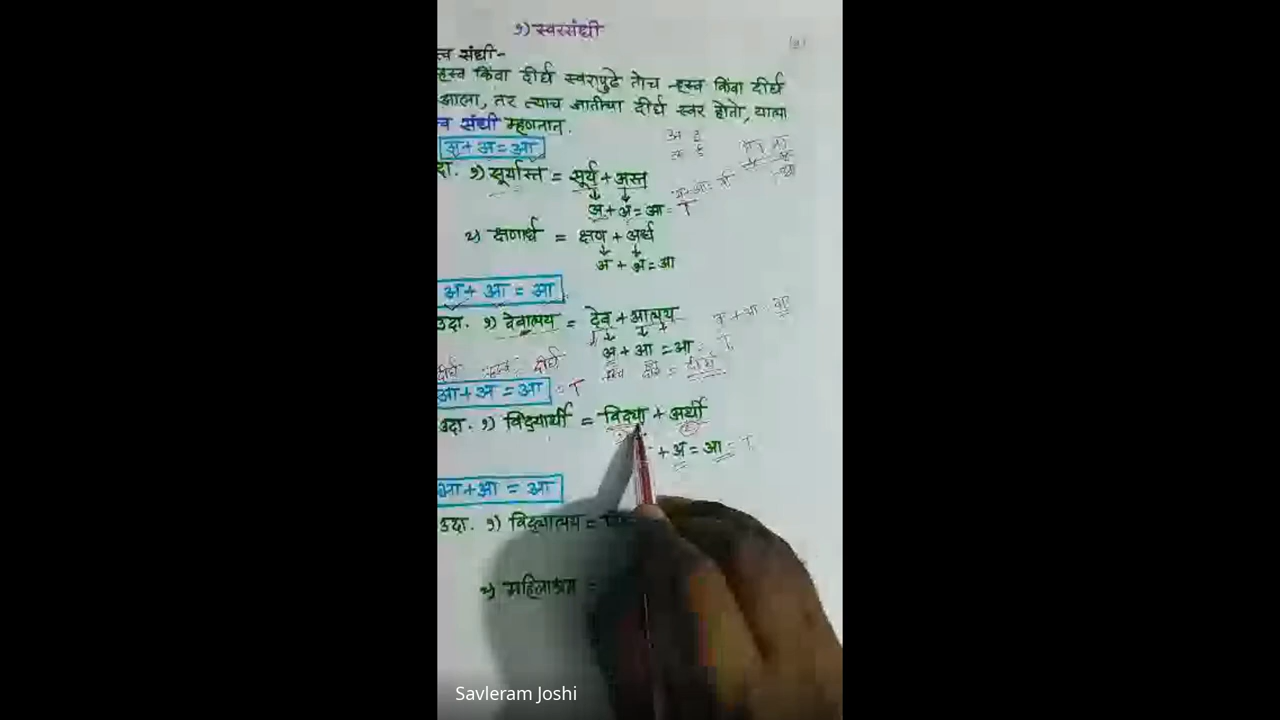 १) स्वरसंधी
त्व संधी-
ह्रस्व किंवा दीर्घ स्वरापुढे तोच ह्रस्व किंवा दीर्घ
आला, तर त्याच जातीचा दीर्घ स्वर होतो, याला
त्व संधी म्हणतात.
अ + अ = आ
दा. १) सूर्यास्त = सूर्य + अस्त
अ + अ = आ = ा
२) क्षणार्ध = क्षण + अर्ध
अ + अ = आ
अ + आ = आ
उदा. १) देवालय = देव + आलय
अ + आ = आ
दीर्घ ह्रस्व दीर्घ
आ + अ = आ = ा
उदा. १) विद्यार्थी = विद्या + अर्थी
+ अ = आ = ा
आ + आ = आ
उदा. १) विद्यालय =
२) महिलाश्रम =
Savleram Joshi